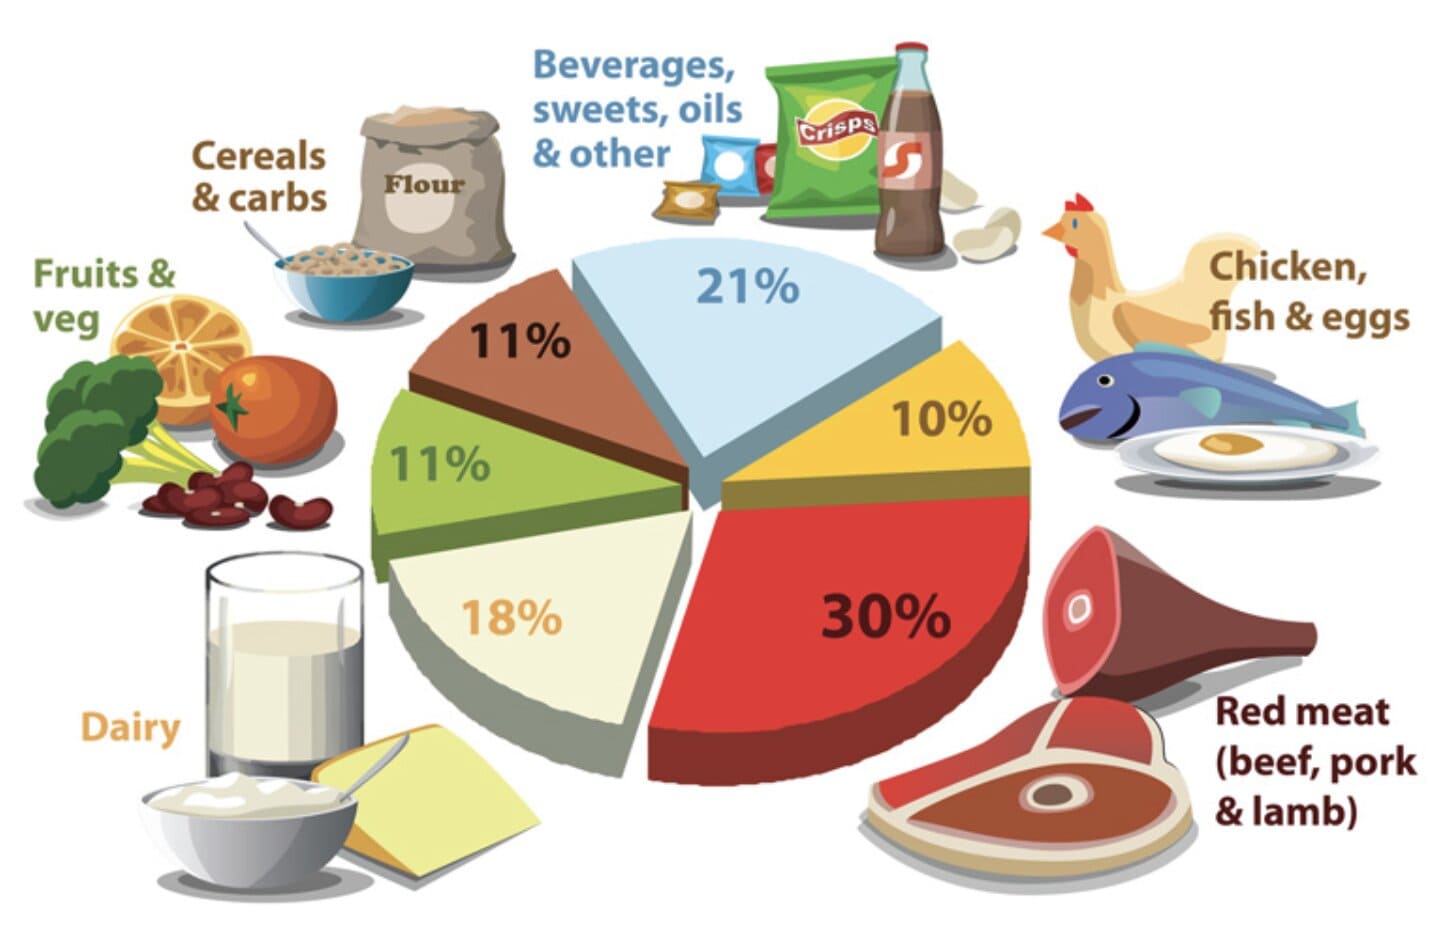 Beverages,
sweets, oils
& other
Crisps
S
Cereals
& carbs
Flour
Fruits &
veg
Chicken,
fish & eggs
21%
11%
10%
11%
18%
30%
Dairy
Red meat
(beef, pork
& lamb)